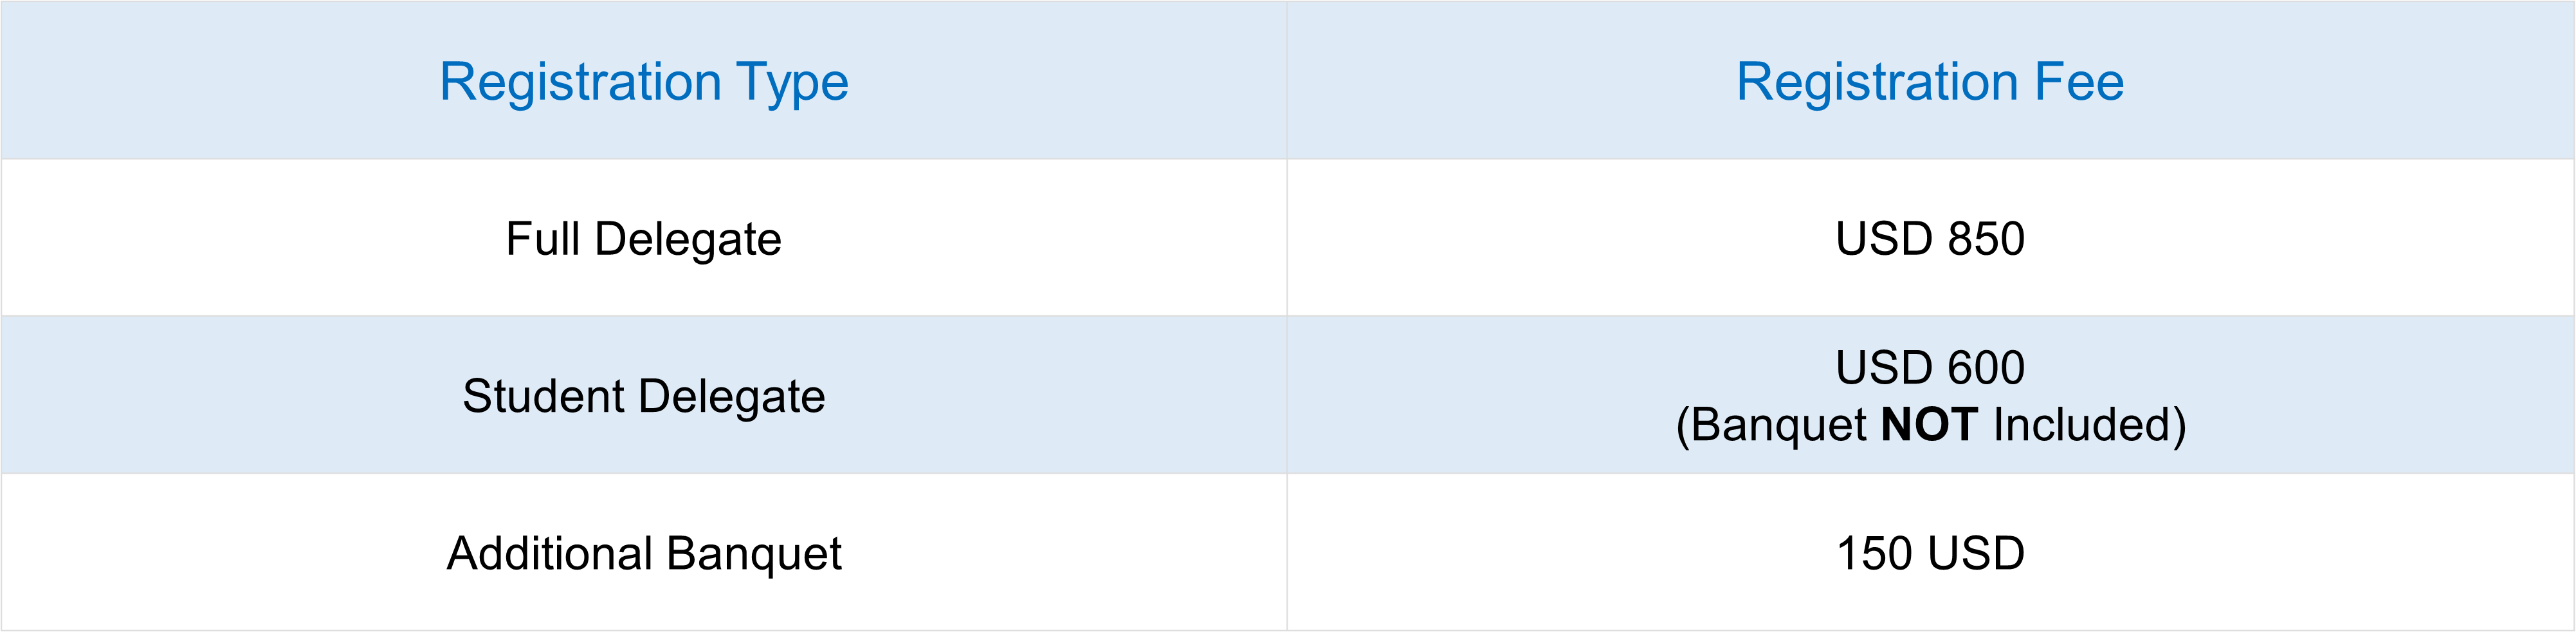 Registration Type
Registration Fee
Full Delegate
USD 850
Student Delegate
USD 600
(Banquet NOT Included)
Additional Banquet
150 USD